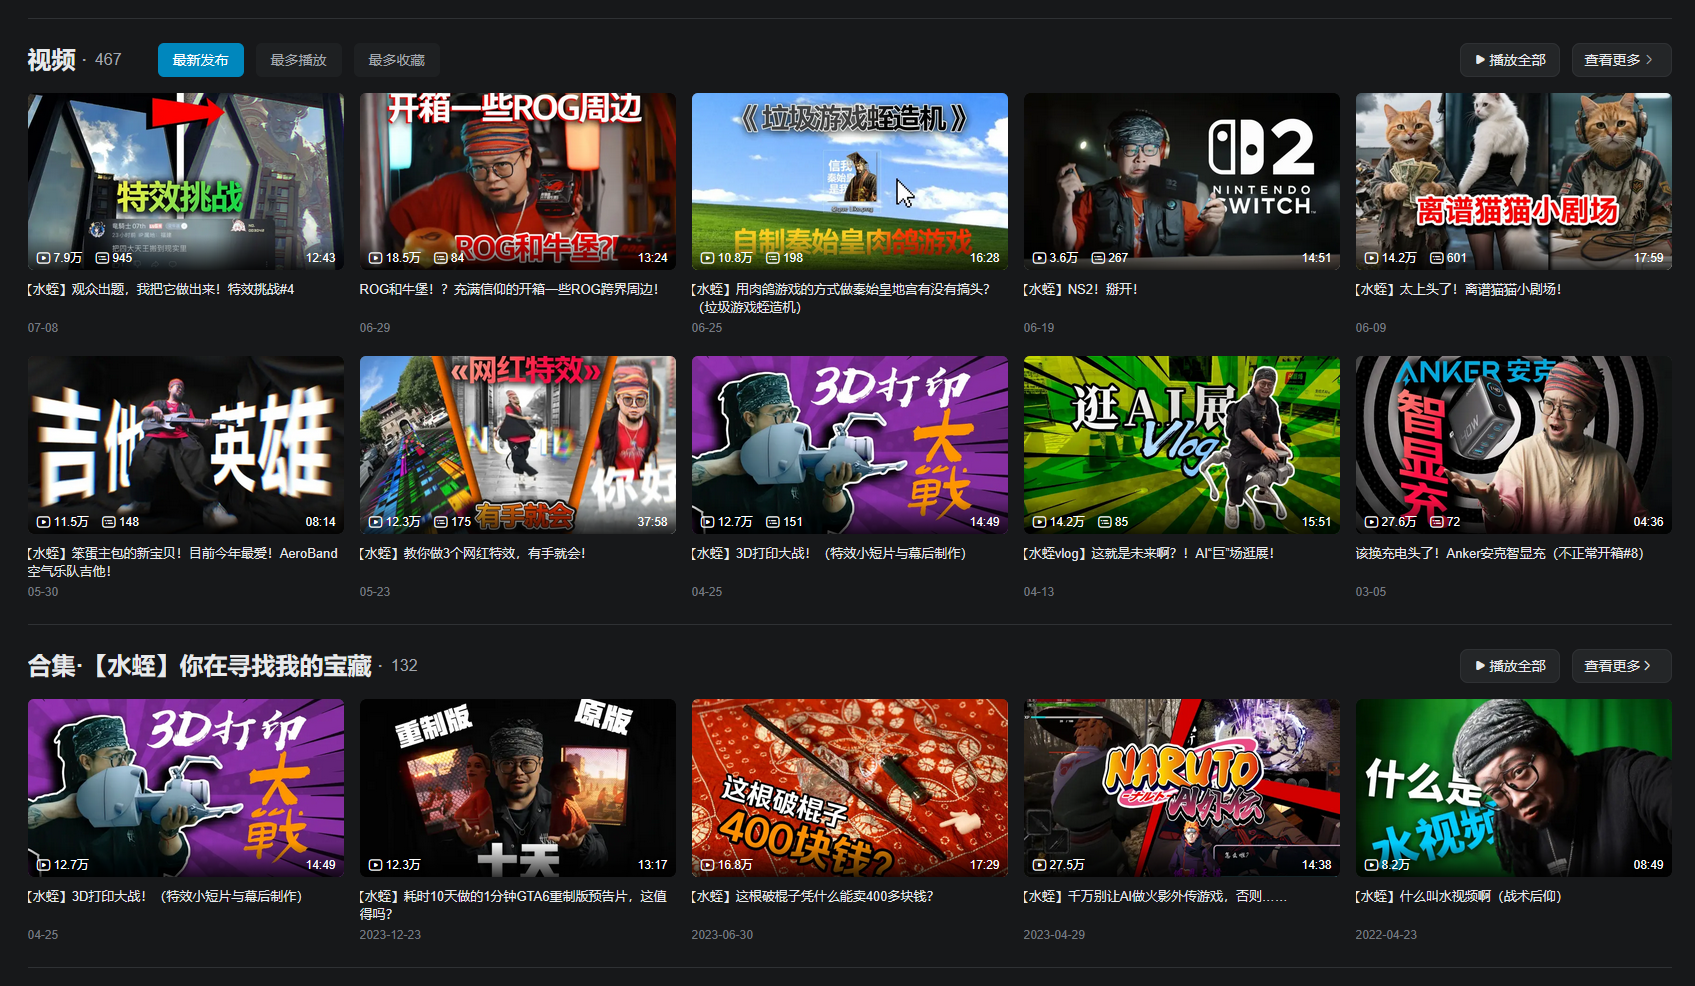 视频 · 467
最新发布
最多播放
最多收藏
播放全部
查看更多
特效挑战
7.9万
945
12:43
开箱一些ROG周边
ROG和牛堡?!
18.5万
84
13:24
《垃圾游戏蛭造机》
信我
秦始皇
是我
自制秦始皇肉鸽游戏
10.8万
198
16:28
2
NINTENDO
SWITCH
3.6万
267
14:51
离谱猫猫小剧场
14.2万
601
17:59
【水蛭】观众出题，我把它做出来！特效挑战#4
07-08
ROG和牛堡！？充满信仰的开箱一些ROG跨界周边！
06-29
【水蛭】用肉鸽游戏的方式做秦始皇地宫有没有搞头？
（垃圾游戏蛭造机）
06-25
【水蛭】NS2！掰开！
06-19
【水蛭】太上头了！离谱猫猫小剧场！
06-09
吉他英雄
11.5万
148
08:14
《网红特效》
你好
有手就会
12.3万
175
37:58
3D打印
大戰
12.7万
151
14:49
逛AI展
Vlog
14.2万
85
15:51
ANKER 安克
智显充
27.6万
72
04:36
【水蛭】笨蛋主包的新宝贝！目前今年最爱！AeroBand
空气乐队吉他！
05-30
【水蛭】教你做3个网红特效，有手就会！
05-23
【水蛭】3D打印大战！（特效小短片与幕后制作）
04-25
【水蛭vlog】这就是未来啊？！AI“巨”场逛展！
04-13
该换充电头了！Anker安克智显充（不正常开箱#8）
03-05
合集·【水蛭】你在寻找我的宝藏 · 132
播放全部
查看更多
3D打印
大戰
12.7万
14:49
重制版
原版
十天
12.3万
13:17
这根破棍子
400块钱?
16.8万
17:29
NARUTO
ナルト
AI外伝
27.5万
14:38
什么是
水视频
8.2万
08:49
【水蛭】3D打印大战！（特效小短片与幕后制作）
04-25
【水蛭】耗时10天做的1分钟GTA6重制版预告片，这值
得吗？
2023-12-23
【水蛭】这根破棍子凭什么能卖400多块钱？
2023-06-30
【水蛭】千万别让AI做火影外传游戏，否则……
2023-04-29
【水蛭】什么叫水视频啊（战术后仰）
2022-04-23